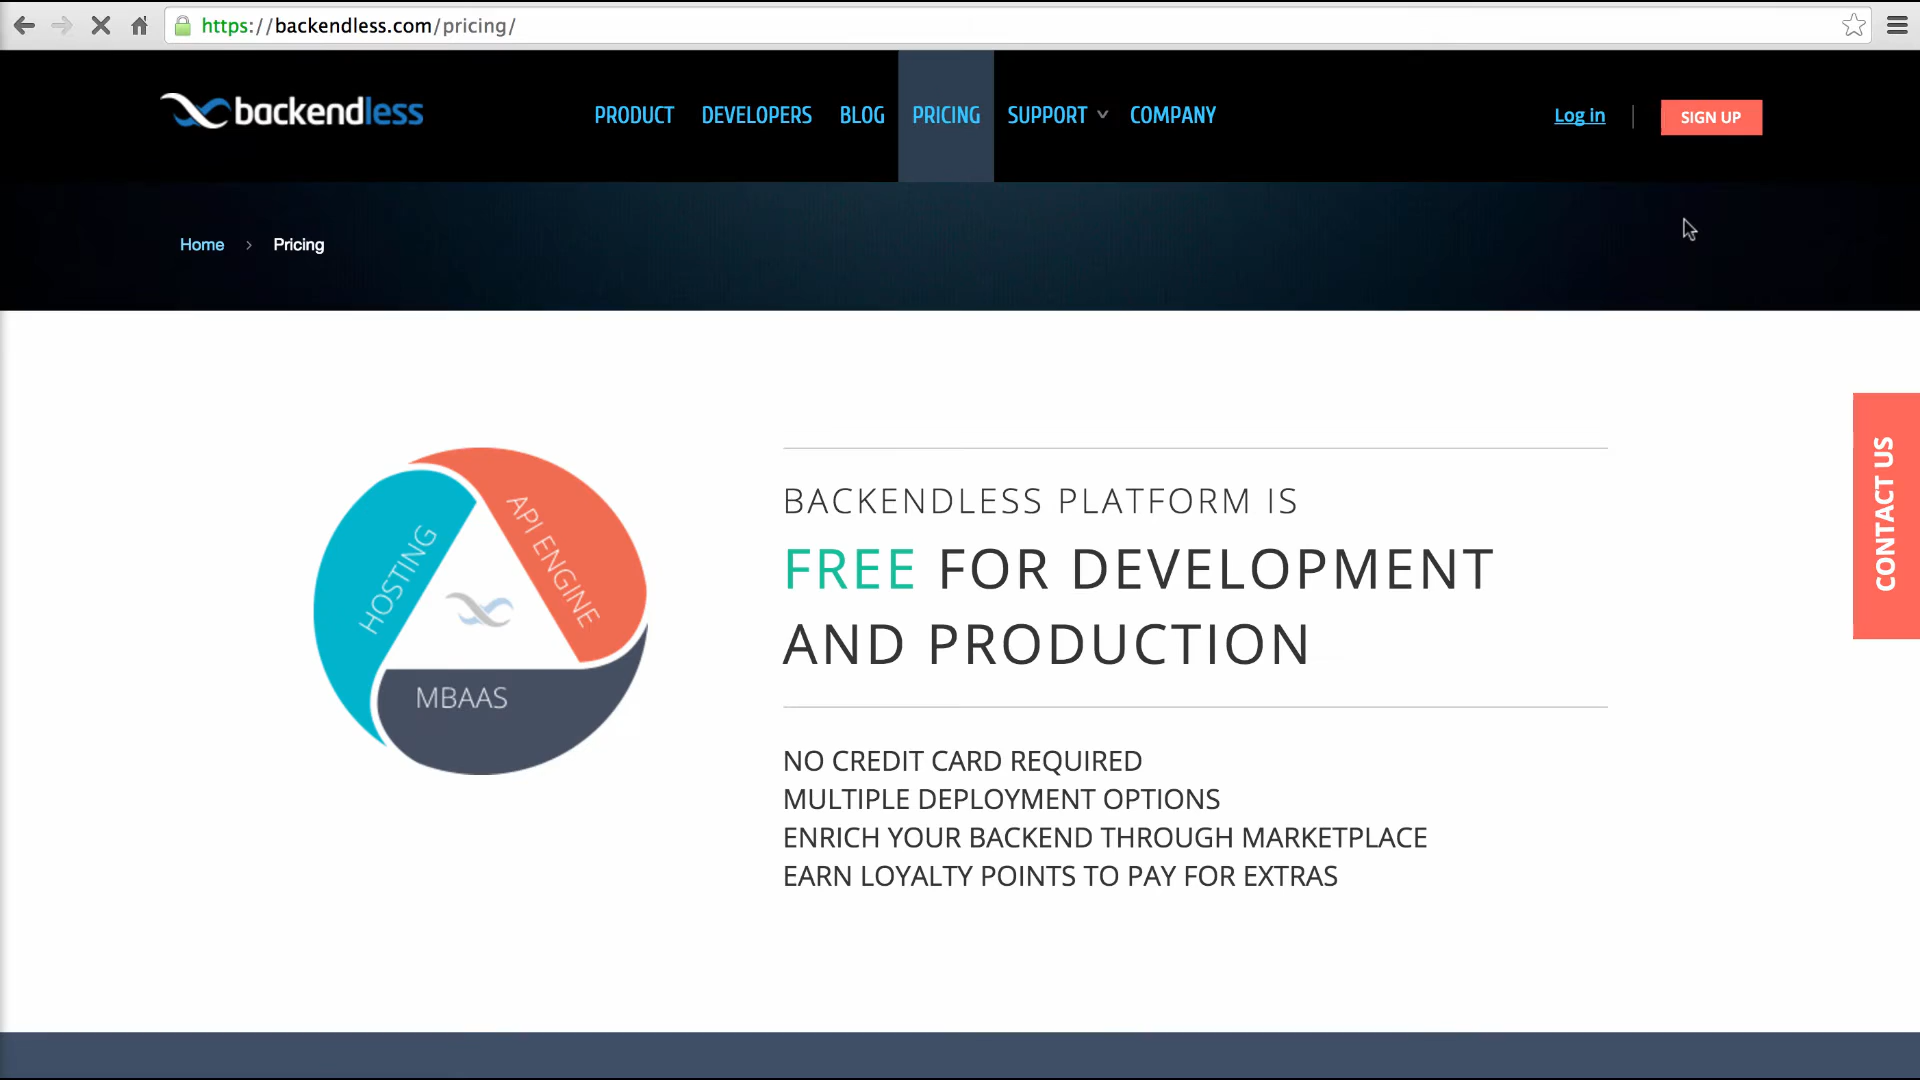 https://backendless.com/pricing/
backendless
PRODUCT DEVELOPERS BLOG PRICING SUPPORT COMPANY
Log in
SIGN UP
Home › Pricing
HOSTING
API ENGINE
MBAAS
BACKENDLESS PLATFORM IS
FREE FOR DEVELOPMENT
AND PRODUCTION
NO CREDIT CARD REQUIRED
MULTIPLE DEPLOYMENT OPTIONS
ENRICH YOUR BACKEND THROUGH MARKETPLACE
EARN LOYALTY POINTS TO PAY FOR EXTRAS
CONTACT US